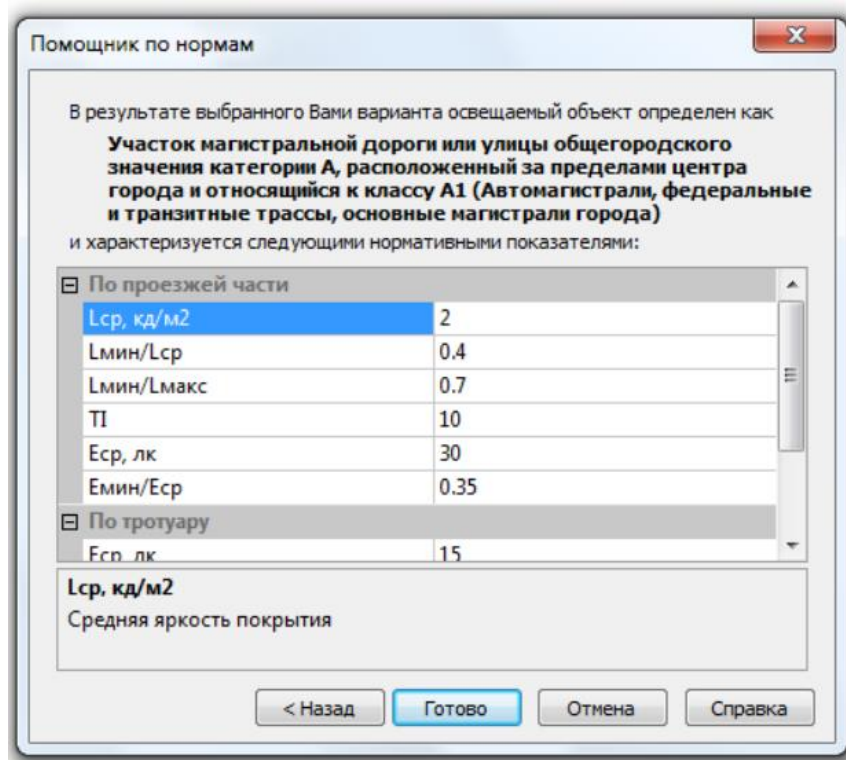 Помощник по нормам
В результате выбранного Вами варианта освещаемый объект определен как
Участок магистральной дороги или улицы общегородского
значения категории А, расположенный за пределами центра
города и относящийся к классу А1 (Автомагистрали, федеральные
и транзитные трассы, основные магистрали города)
и характеризуется следующими нормативными показателями:
По проезжей части
Lср, кд/м2 2
Lмин/Lср 0.4
Lмин/Lмакс 0.7
TI 10
Eср, лк 30
Eмин/Eср 0.35
По тротуару
Eср, лк 15
Lср, кд/м2
Средняя яркость покрытия
< Назад Готово Отмена Справка